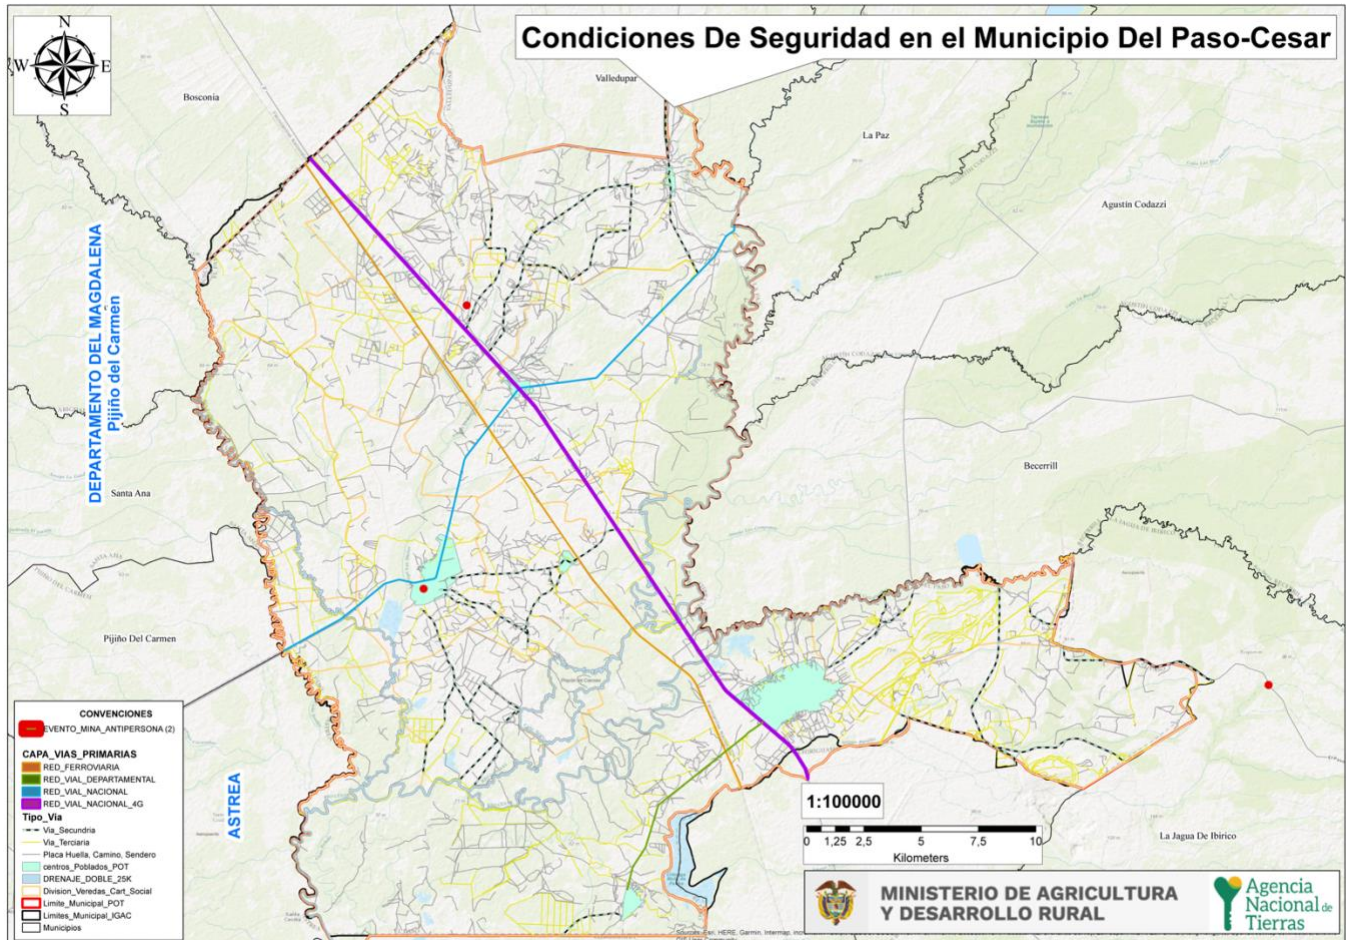 Condiciones De Seguridad en el Municipio Del Paso-Cesar
N
W
E
S
Bosconia
Valledupar
La Paz
Agustín Codazzi
DEPARTAMENTO DEL MAGDALENA
Pijiño del Carmen
Santa Ana
Becerrill
Pijiño Del Carmen
ASTREA
La Jagua De Ibirico
CONVENCIONES
EVENTO_MINA_ANTIPERSONA (2)
CAPA_VIAS_PRIMARIAS
RED_FERROVIARIA
RED_VIAL_DEPARTAMENTAL
RED_VIAL_NACIONAL
RED_VIAL_NACIONAL_4G
Tipo_Via
Via_Secundria
Via_Terciaria
Placa Huella, Camino, Sendero
centros_Poblados_POT
DRENAJE_DOBLE_25K
Division_Veredas_Cart_Social
Limite_Municipal_POT
Limites_Municipal_IGAC
Municipios
1:100000
0 1,25 2,5 5 7,5 10
Kilometers
MINISTERIO DE AGRICULTURA
Y DESARROLLO RURAL
Agencia
Nacional de
Tierras